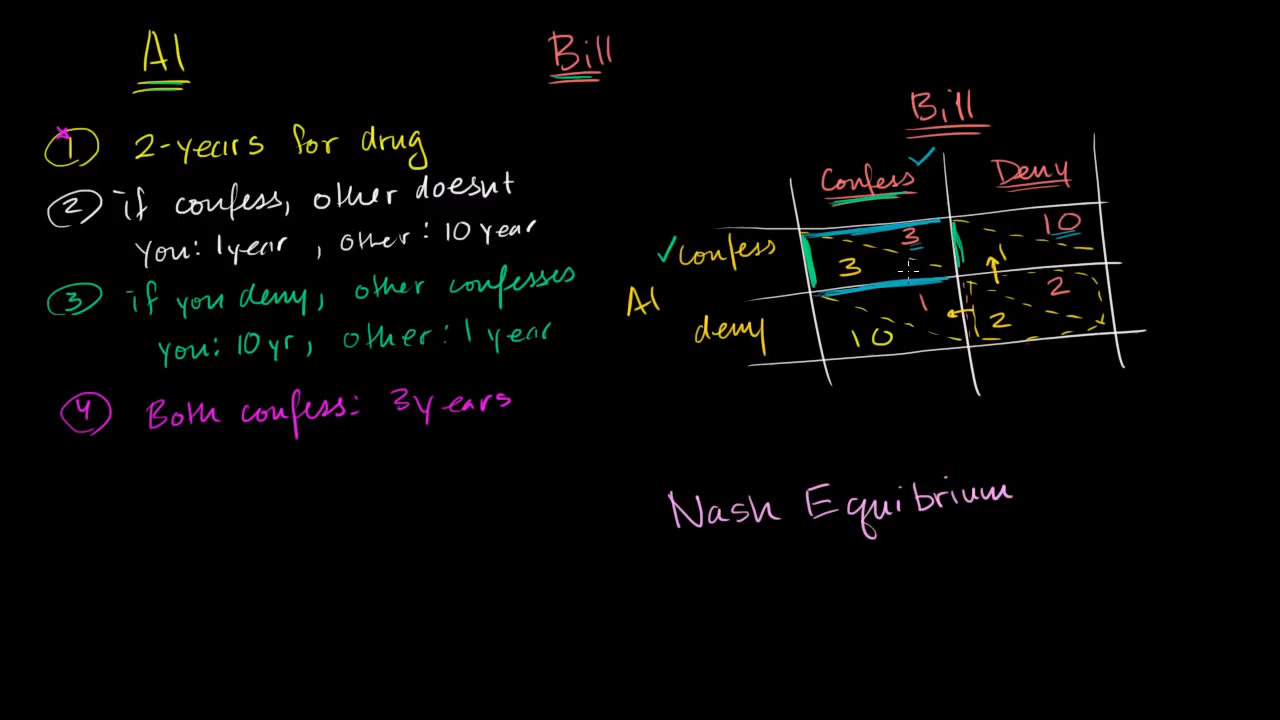 Al
Bill
1 2-years for drug
2 if confess, other doesnt
you: 1 year, other: 10 year
3 if you deny, other confesses
you: 10 yr, other: 1 year
4 Both confess: 3 years
Bill
Confess Deny
Al
confess 3 3 1 10
deny 10 1 2 2
Nash Equibrium